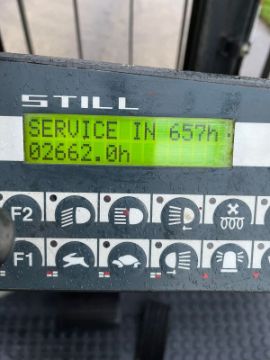 STILL
SERVICE IN 657h
02662.0h
F2
F1